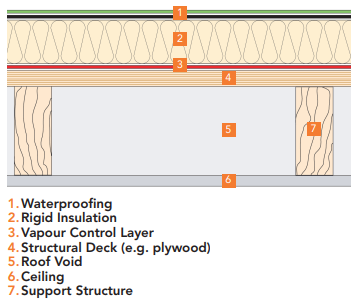 1
2
3
4
5
7
6
1. Waterproofing
2. Rigid Insulation
3. Vapour Control Layer
4. Structural Deck (e.g. plywood)
5. Roof Void
6. Ceiling
7. Support Structure